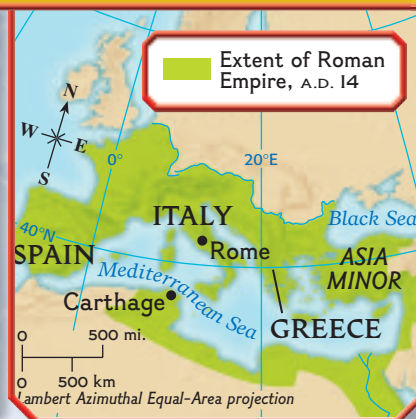 Extent of Roman
Empire, A.D. 14
N
W
E
S
0°
20°E
40°N
ITALY
Rome
Black Sea
SPAIN
ASIA
MINOR
Mediterranean Sea
Carthage
GREECE
0 500 mi.
0 500 km
Lambert Azimuthal Equal-Area projection